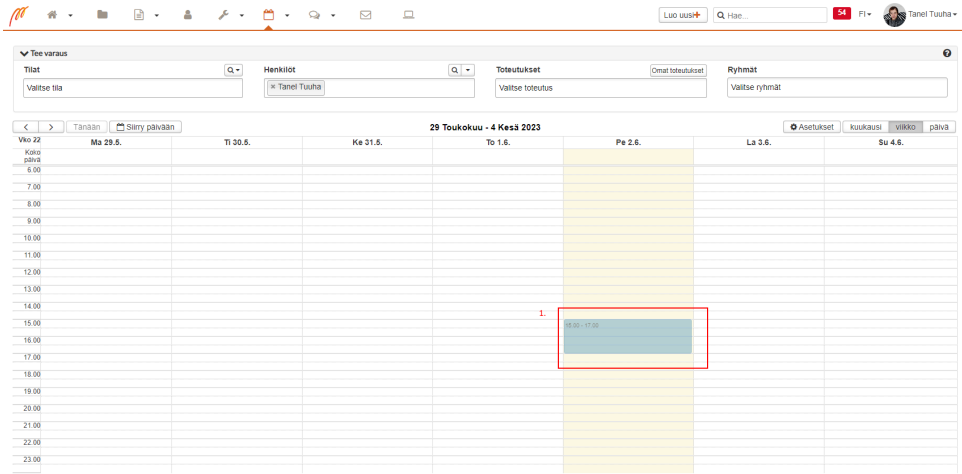 Luo uusi
Hae...
54
FI
Tanel Tuuha
Tee varaus
Tilat
Valitse tila
Henkilöt
× Tanel Tuuha
Toteutukset
Omat toteutukset
Valitse toteutus
Ryhmät
Valitse ryhmät
Tänään
Siirry päivään
29 Toukokuu - 4 Kesä 2023
Asetukset
kuukausi
viikko
päivä
Vko 22
Ma 29.5.
Ti 30.5.
Ke 31.5.
To 1.6.
Pe 2.6.
La 3.6.
Su 4.6.
Koko
päivä
6.00
7.00
8.00
9.00
10.00
11.00
12.00
13.00
14.00
1.
15.00
15.00 - 17.00
16.00
17.00
18.00
19.00
20.00
21.00
22.00
23.00